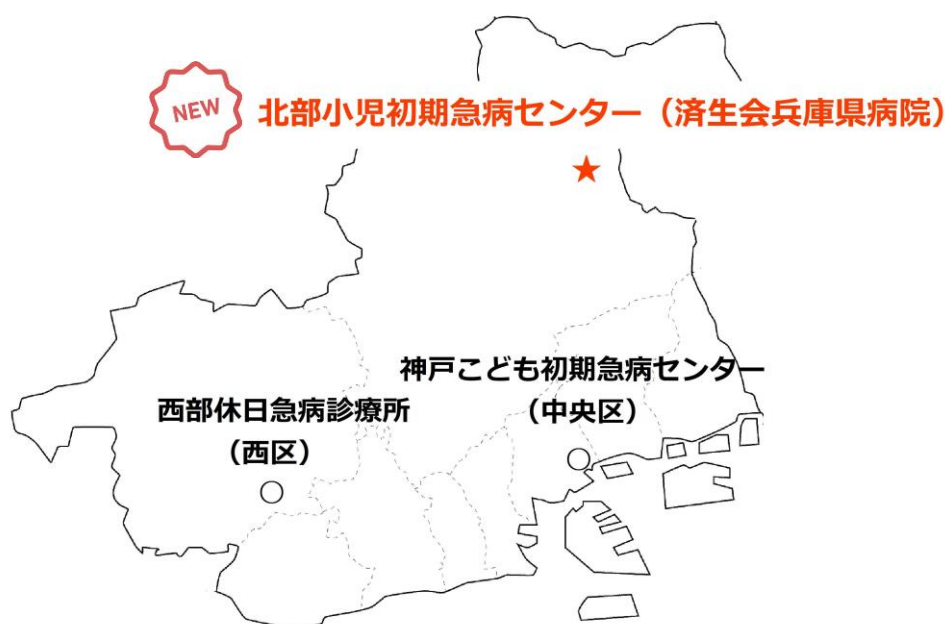 NEW
北部小児初期急病センター（済生会兵庫県病院）
神戸こども初期急病センター
（中央区）
西部休日急病診療所
（西区）